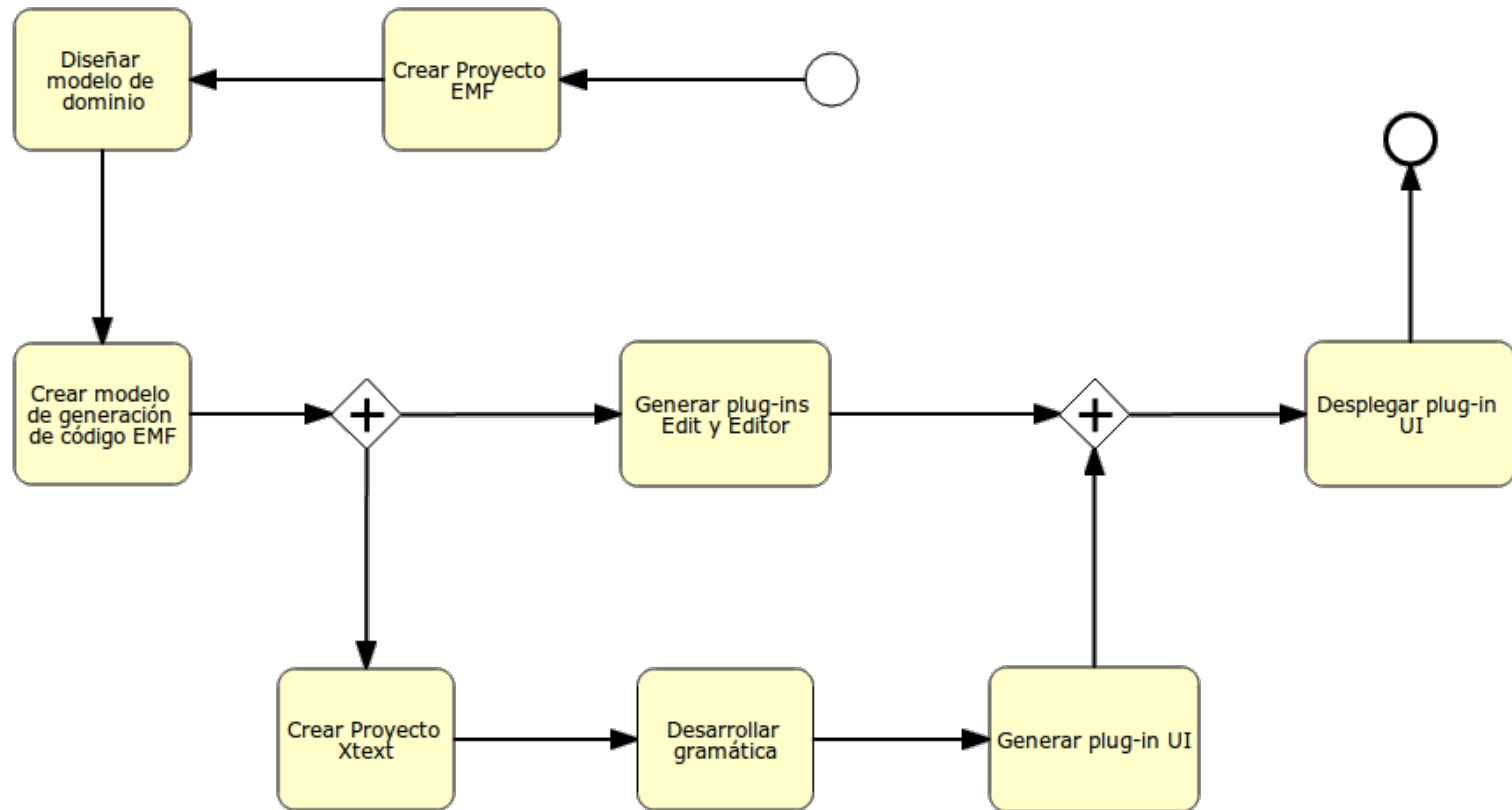 Diseñar
modelo de
dominio
Crear Proyecto
EMF
Crear modelo
de generación
de código EMF
Generar plug-ins
Edit y Editor
Desplegar plug-in
UI
Crear Proyecto
Xtext
Desarrollar
gramática
Generar plug-in UI